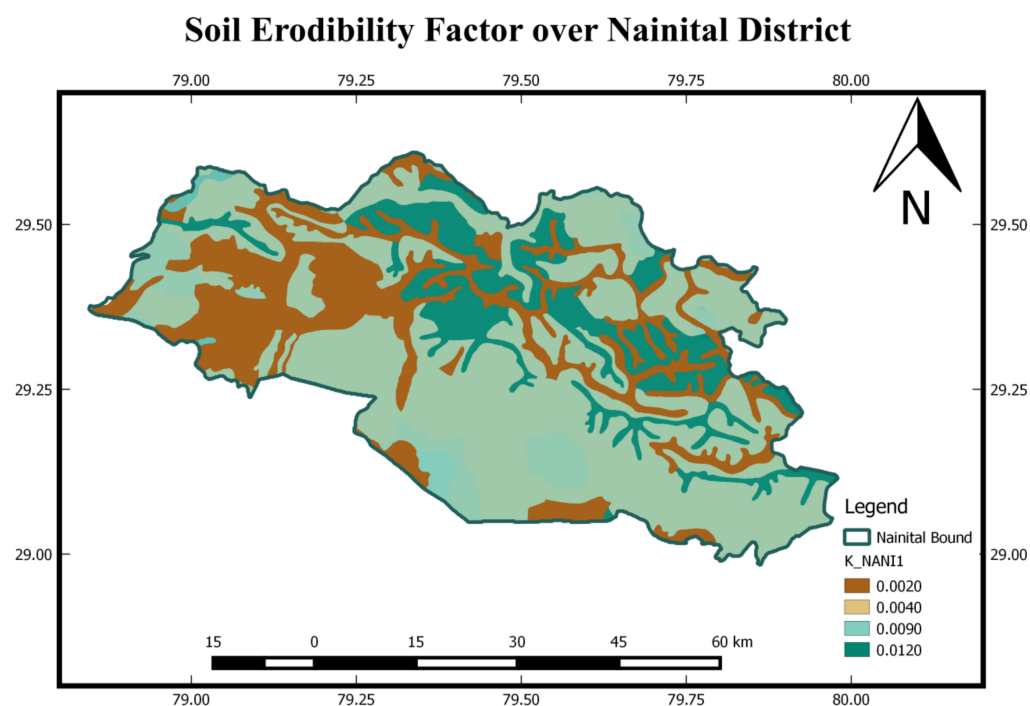 Soil Erodibility Factor over Nainital District
79.00 79.25 79.50 79.75 80.00
N
29.50 29.50
29.25 29.25
Legend
Nainital Bound
29.00 29.00
K_NANI1
0.0020
0.0040
0.0090
0.0120
15 0 15 30 45 60 km
79.00 79.25 79.50 79.75 80.00